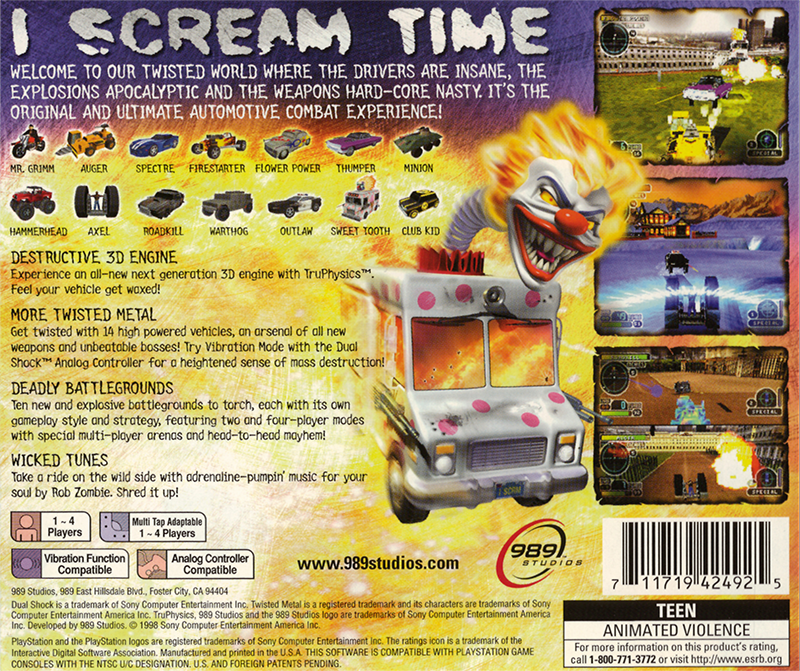 I SCREAM TIME
WELCOME TO OUR TWISTED WORLD WHERE THE DRIVERS ARE INSANE, THE
EXPLOSIONS APOCALYPTIC AND THE WEAPONS HARD-CORE NASTY. IT'S THE
ORIGINAL AND ULTIMATE AUTOMOTIVE COMBAT EXPERIENCE!
MR. GRIMM AUGER SPECTRE FIRESTARTER FLOWER POWER THUMPER MINION
HAMMERHEAD AXEL ROADKILL WARTHOG OUTLAW SWEET TOOTH CLUB KID
DESTRUCTIVE 3D ENGINE
Experience an all-new next generation 3D engine with TruPhysics™.
Feel your vehicle get waxed!
MORE TWISTED METAL
Get twisted with 14 high powered vehicles, an arsenal of all new
weapons and unbeatable bosses! Try Vibration Mode with the Dual
Shock™ Analog Controller for a heightened sense of mass destruction!
DEADLY BATTLEGROUNDS
Ten new and explosive battlegrounds to torch, each with its own
gameplay style and strategy, featuring two and four-player modes
with special multi-player arenas and head-to-head mayhem!
WICKED TUNES
Take a ride on the wild side with adrenaline-pumpin' music for your
soul by Rob Zombie. Shred it up!
SPECIAL
SPECIAL
SPECIAL
SPECIAL
I SCRM
1 ~ 4
Players
Multi Tap Adaptable
1 ~ 4 Players
Vibration Function
Compatible
Analog Controller
Compatible
www.989studios.com
989
STUDIOS
7 11719 42492 5
989 Studios, 989 East Hillsdale Blvd., Foster City, CA 94404
Dual Shock is a trademark of Sony Computer Entertainment Inc. Twisted Metal is a registered trademark and its characters are trademarks of Sony
Computer Entertainment America Inc. TruPhysics, 989 Studios and the 989 Studios logo are trademarks of Sony Computer Entertainment America
Inc. Developed by 989 Studios. © 1998 Sony Computer Entertainment America Inc.
PlayStation and the PlayStation logos are registered trademarks of Sony Computer Entertainment Inc. The ratings icon is a trademark of the
Interactive Digital Software Association. Manufactured and printed in the U.S.A. THIS SOFTWARE IS COMPATIBLE WITH PLAYSTATION GAME
CONSOLES WITH THE NTSC U/C DESIGNATION. U.S. AND FOREIGN PATENTS PENDING.
TEEN
ANIMATED VIOLENCE
For more information on this product's rating,
call 1-800-771-3772 or visit http://www.esrb.org